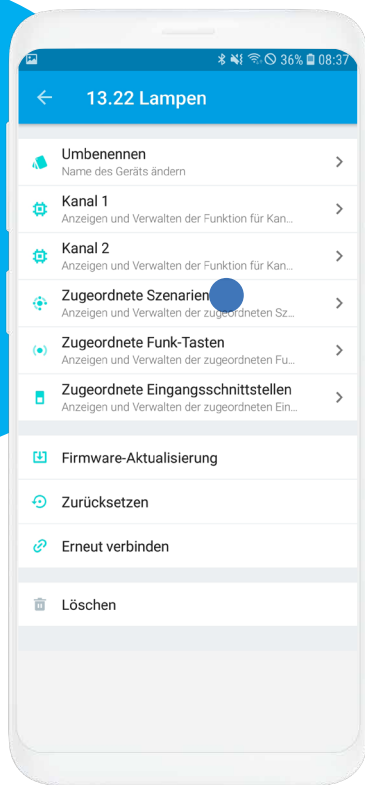 36% 08:37
13.22 Lampen
Umbenennen
Name des Geräts ändern
Kanal 1
Anzeigen und Verwalten der Funktion für Kan...
Kanal 2
Anzeigen und Verwalten der Funktion für Kan...
Zugeordnete Szenarien
Anzeigen und Verwalten der zugeordneten Sz...
Zugeordnete Funk-Tasten
Anzeigen und Verwalten der zugeordneten Fu...
Zugeordnete Eingangsschnittstellen
Anzeigen und Verwalten der zugeordneten Ein...
Firmware-Aktualisierung
Zurücksetzen
Erneut verbinden
Löschen